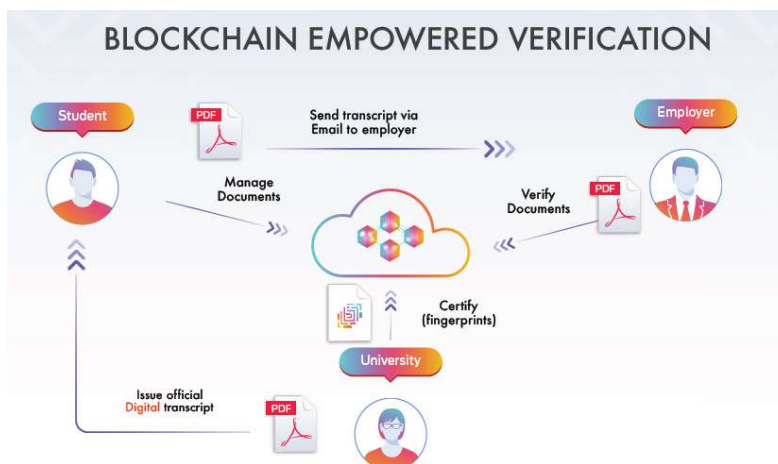 BLOCKCHAIN EMPOWERED VERIFICATION
Student
PDF
Send transcript via
Email to employer
Employer
Manage
Documents
Verify
Documents
PDF
Certify
(fingerprints)
University
Issue official
Digital transcript
PDF